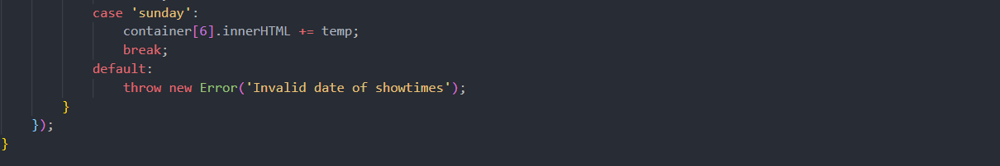 case 'sunday':
container[6].innerHTML += temp;
break;
default:
throw new Error('Invalid date of showtimes');
}
});
}